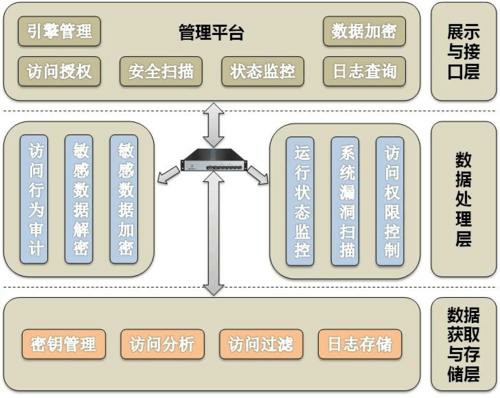 引擎管理
管理平台
数据加密
访问授权
安全扫描
状态监控
日志查询
展示
与接
口层
访问行为审计
敏感数据解密
敏感数据加密
运行状态监控
系统漏洞扫描
访问权限控制
数据处理层
密钥管理
访问分析
访问过滤
日志存储
数据
获取
与存
储层